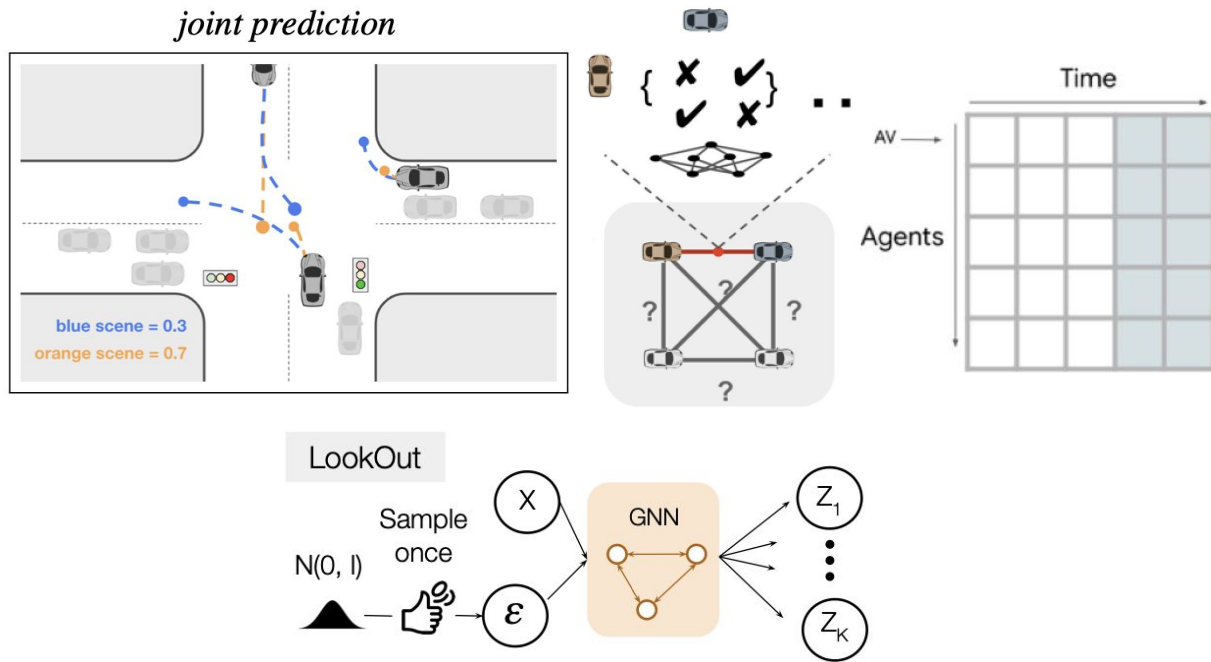 joint prediction
blue scene = 0.3
orange scene = 0.7
{ ✘ ✔
✔ ✘ } ..
?
? ?
?
Time
AV
Agents
LookOut
X
GNN
Sample
once
N(0, I)
ε
Z₁
Zₖ